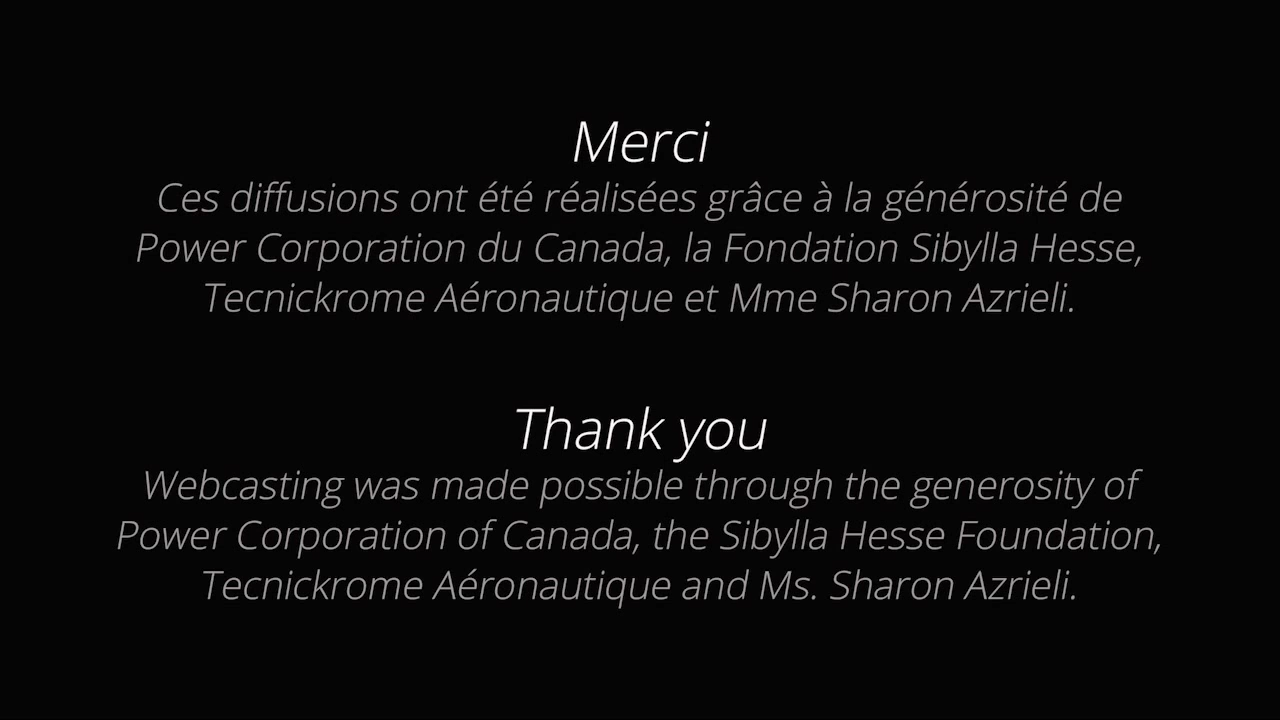 Merci
Ces diffusions ont été réalisées grâce à la générosité de
Power Corporation du Canada, la Fondation Sibylla Hesse,
Tecnickrome Aéronautique et Mme Sharon Azrieli.
Thank you
Webcasting was made possible through the generosity of
Power Corporation of Canada, the Sibylla Hesse Foundation,
Tecnickrome Aéronautique and Ms. Sharon Azrieli.